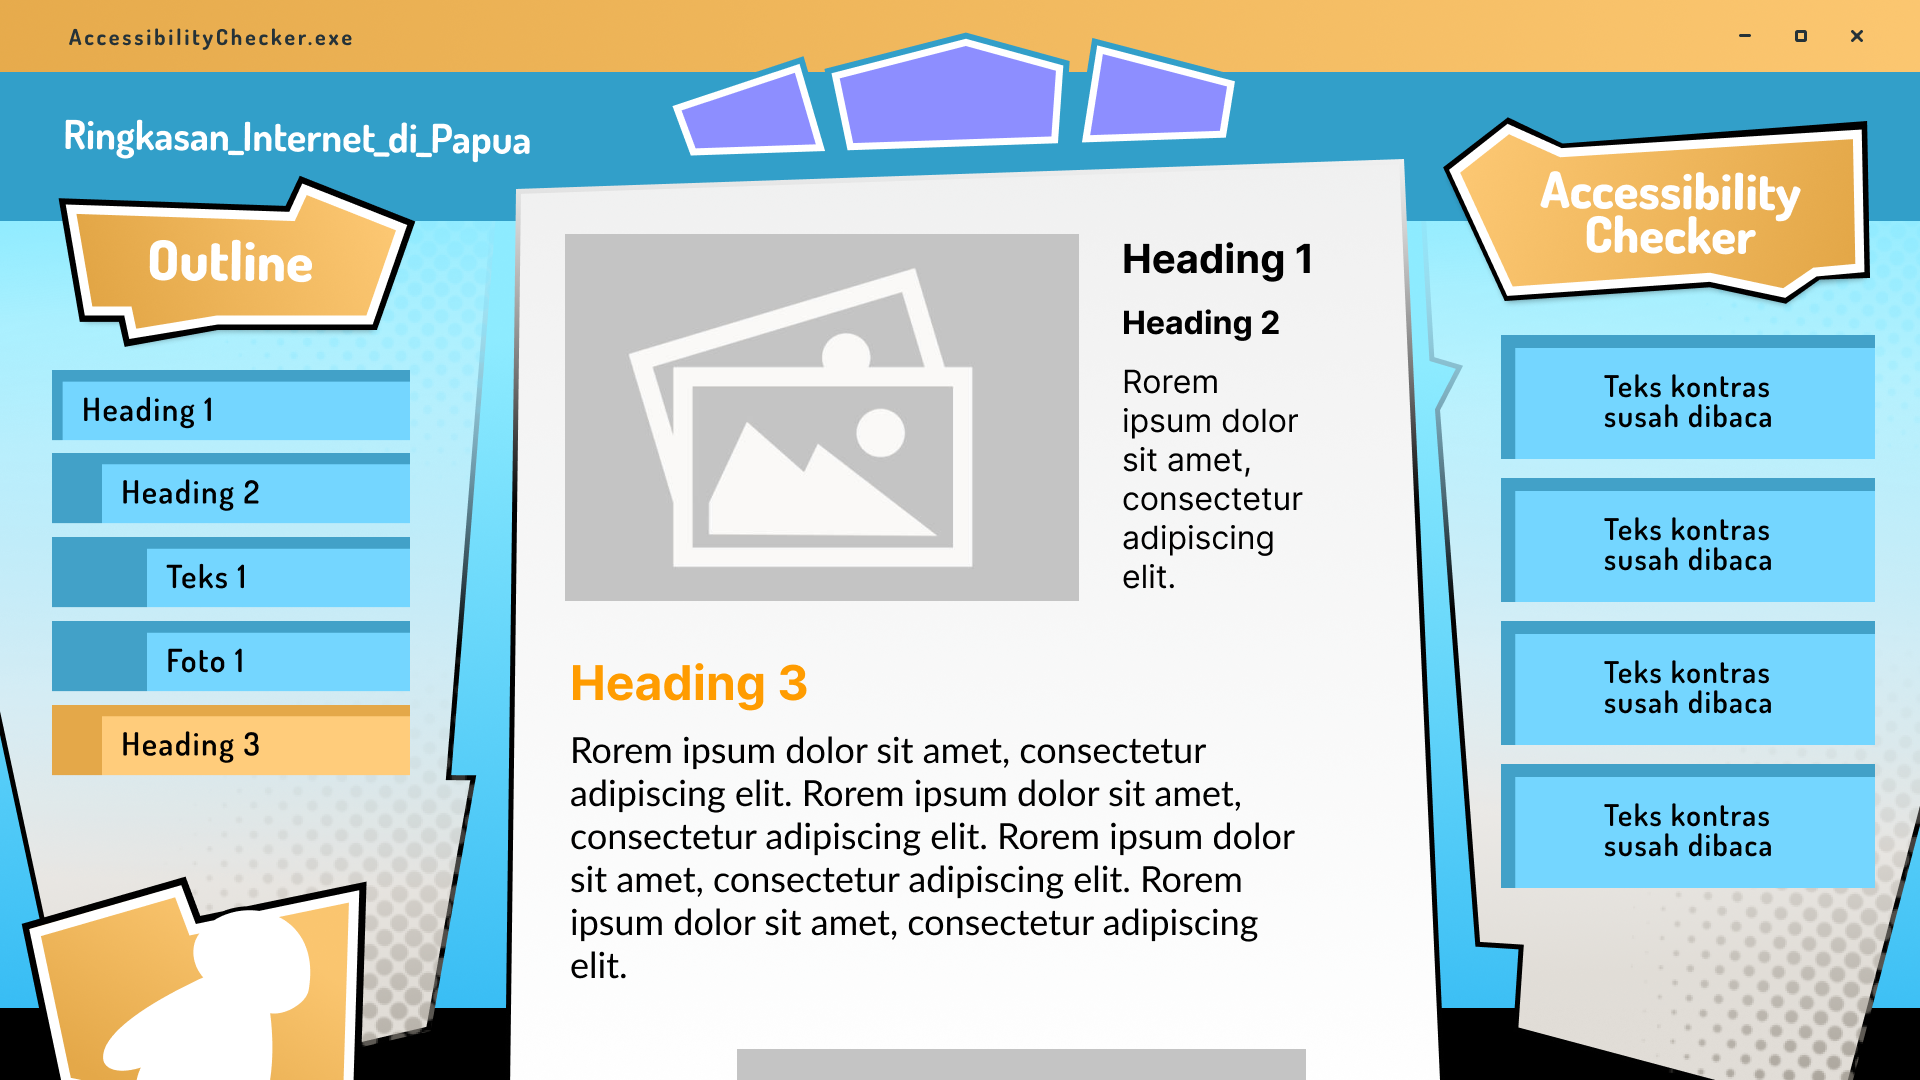 AccessibilityChecker.exe
Ringkasan_Internet_di_Papua
Outline
Heading 1
Heading 2
Teks 1
Foto 1
Heading 3
Heading 1
Heading 2
Rorem
ipsum dolor
sit amet,
consectetur
adipiscing
elit.
Heading 3
Rorem ipsum dolor sit amet, consectetur
adipiscing elit. Rorem ipsum dolor sit amet,
consectetur adipiscing elit. Rorem ipsum dolor
sit amet, consectetur adipiscing elit. Rorem
ipsum dolor sit amet, consectetur adipiscing
elit.
Accessibility
Checker
Teks kontras
susah dibaca
Teks kontras
susah dibaca
Teks kontras
susah dibaca
Teks kontras
susah dibaca